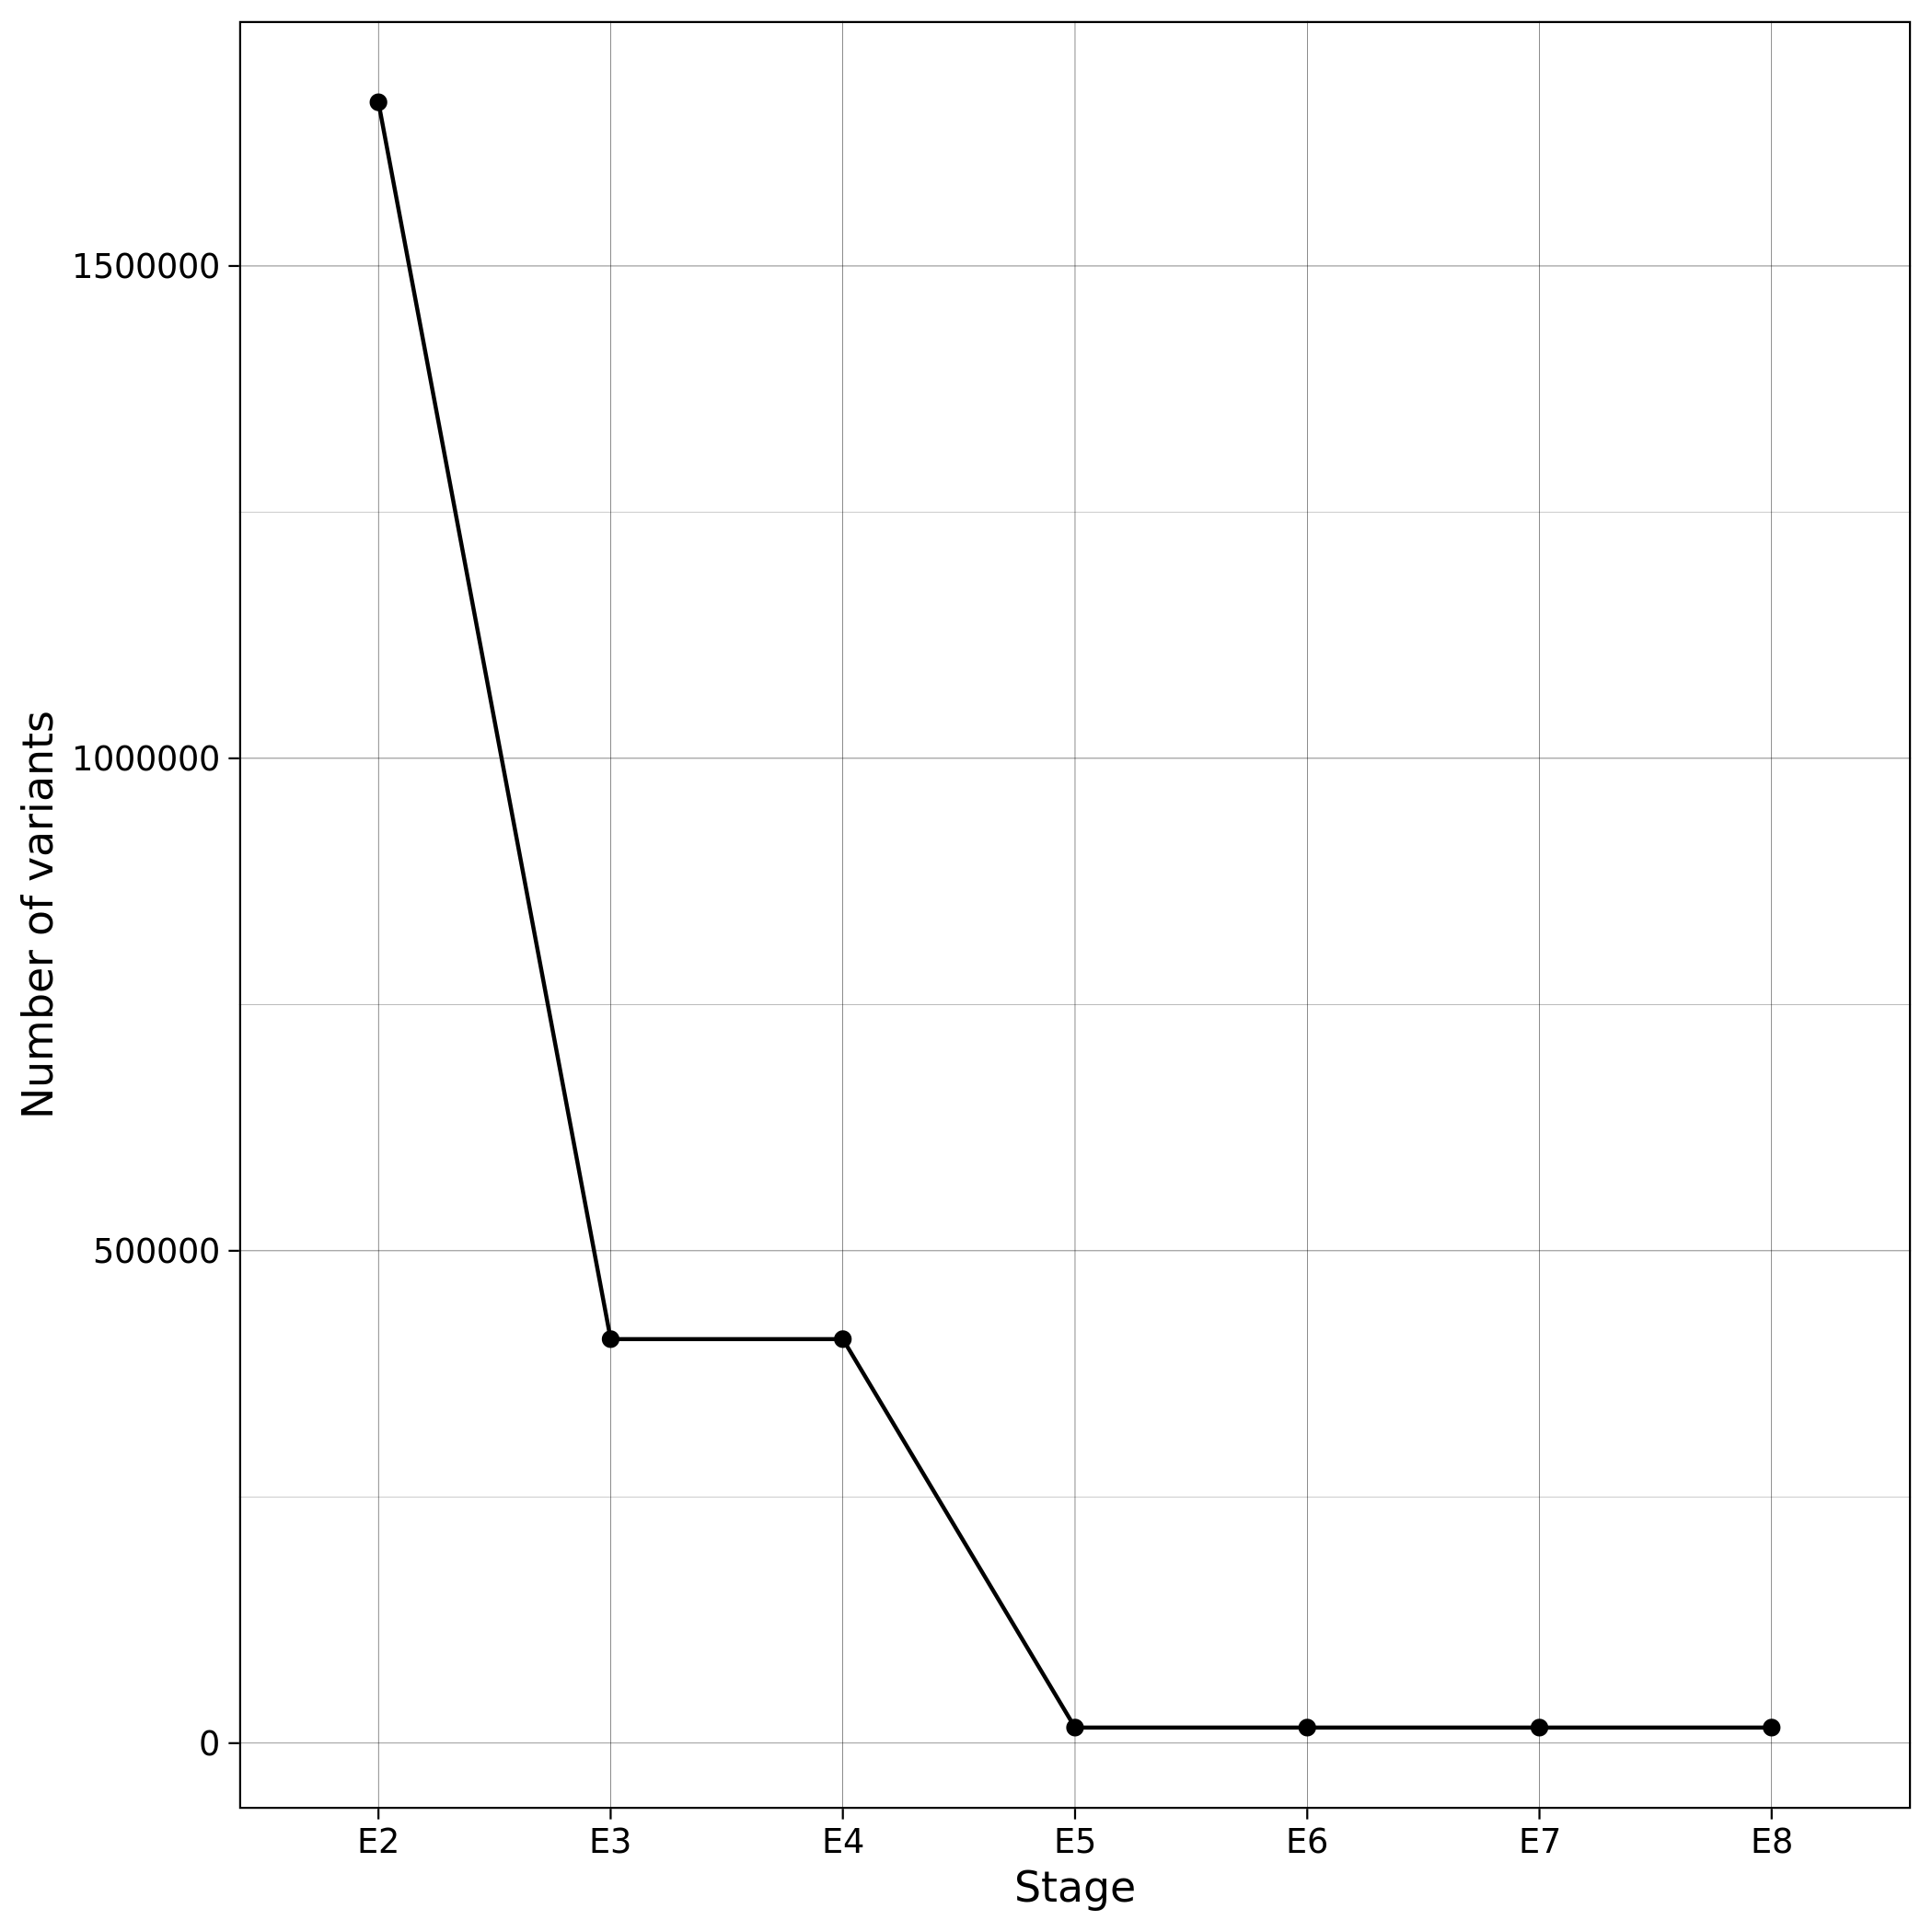 Number of variants
1500000
1000000
500000
0
E2 E3 E4 E5 E6 E7 E8
Stage